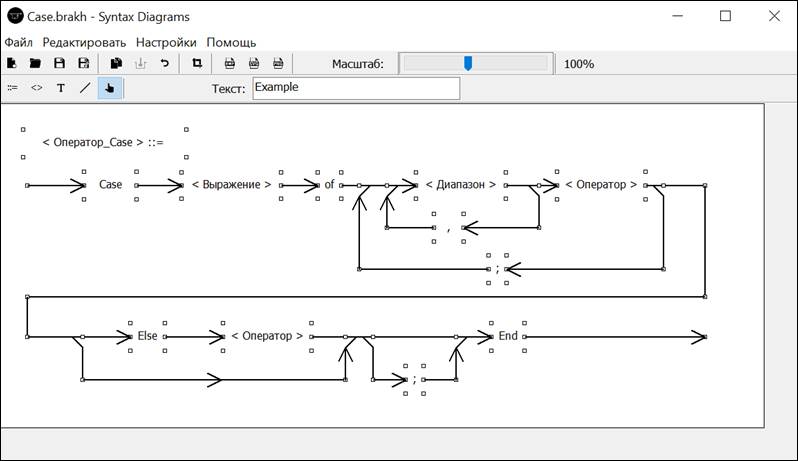 Case.brakh - Syntax Diagrams
Файл Редактировать Настройки Помощь
Масштаб: 100%
::= <> T Текст: Example
< Оператор_Case > ::=
Case < Выражение > of < Диапазон > < Оператор >
,
;
Else < Оператор > End
;